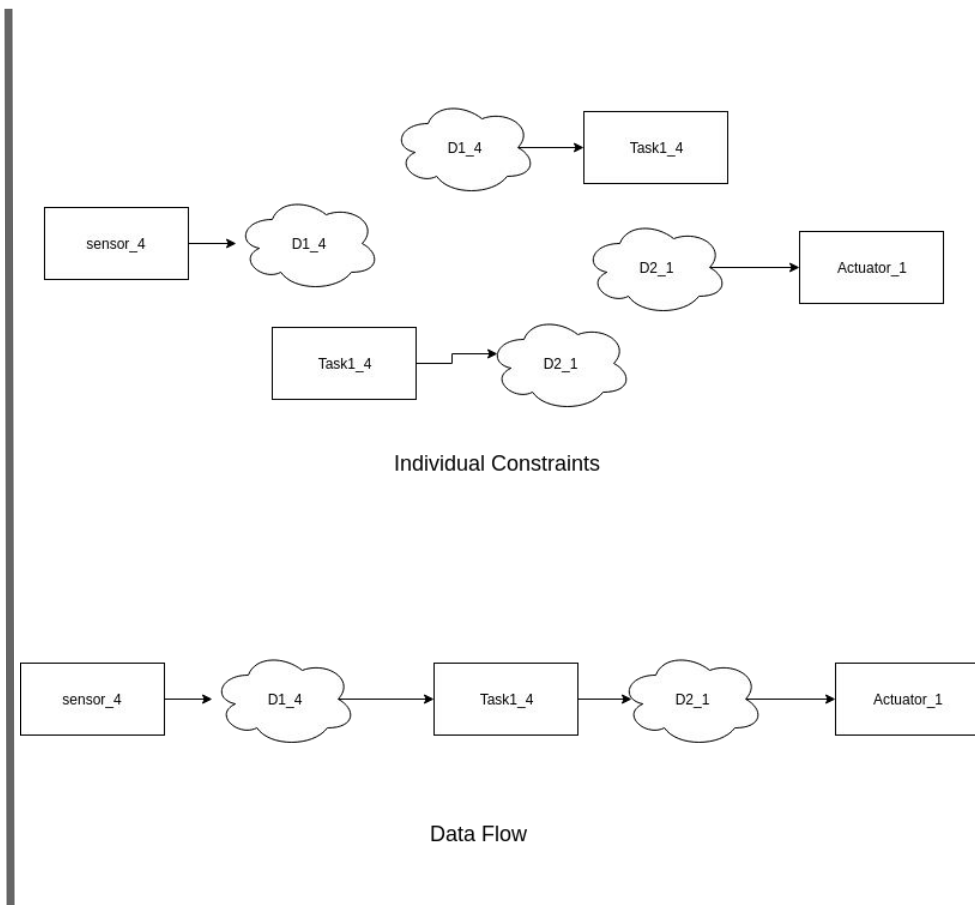 D1_4
Task1_4
sensor_4
D1_4
D2_1
Actuator_1
Task1_4
D2_1
Individual Constraints
sensor_4
D1_4
Task1_4
D2_1
Actuator_1
Data Flow